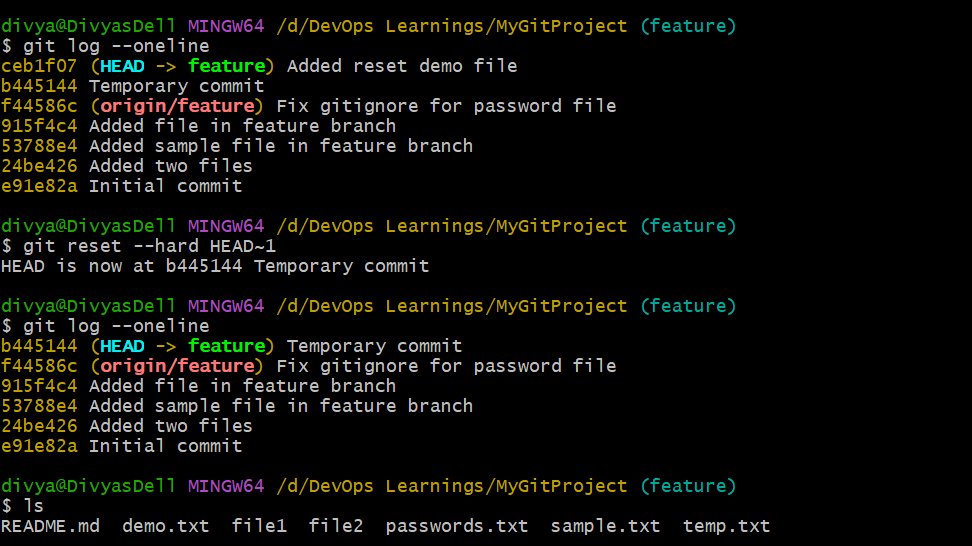 divya@DivyasDell MINGW64 /d/DevOps Learnings/MyGitProject (feature)
$ git log --oneline
ceb1f07 (HEAD -> feature) Added reset demo file
b445144 Temporary commit
f44586c (origin/feature) Fix gitignore for password file
915f4c4 Added file in feature branch
53788e4 Added sample file in feature branch
24be426 Added two files
e91e82a Initial commit
divya@DivyasDell MINGW64 /d/DevOps Learnings/MyGitProject (feature)
$ git reset --hard HEAD~1
HEAD is now at b445144 Temporary commit
divya@DivyasDell MINGW64 /d/DevOps Learnings/MyGitProject (feature)
$ git log --oneline
b445144 (HEAD -> feature) Temporary commit
f44586c (origin/feature) Fix gitignore for password file
915f4c4 Added file in feature branch
53788e4 Added sample file in feature branch
24be426 Added two files
e91e82a Initial commit
divya@DivyasDell MINGW64 /d/DevOps Learnings/MyGitProject (feature)
$ ls
README.md  demo.txt  file1  file2  passwords.txt  sample.txt  temp.txt